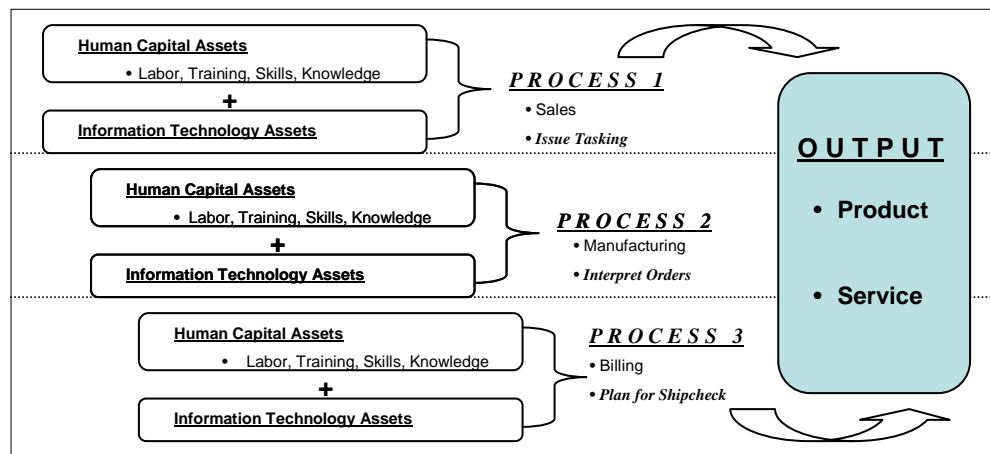 Human Capital Assets
• Labor, Training, Skills, Knowledge
+
Information Technology Assets
PROCESS 1
• Sales
• Issue Tasking
Human Capital Assets
• Labor, Training, Skills, Knowledge
+
Information Technology Assets
PROCESS 2
• Manufacturing
• Interpret Orders
Human Capital Assets
• Labor, Training, Skills, Knowledge
+
Information Technology Assets
PROCESS 3
• Billing
• Plan for Shipcheck
OUTPUT
• Product
• Service